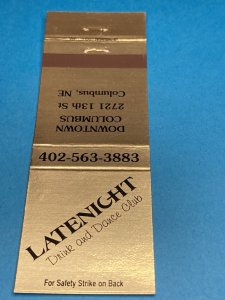 DOWNTOWN
COLUMBUS
2721 13th St
Columbus, NE
402-563-3883
LATENIGHT
Drink and Dance Club
For Safety Strike on Back